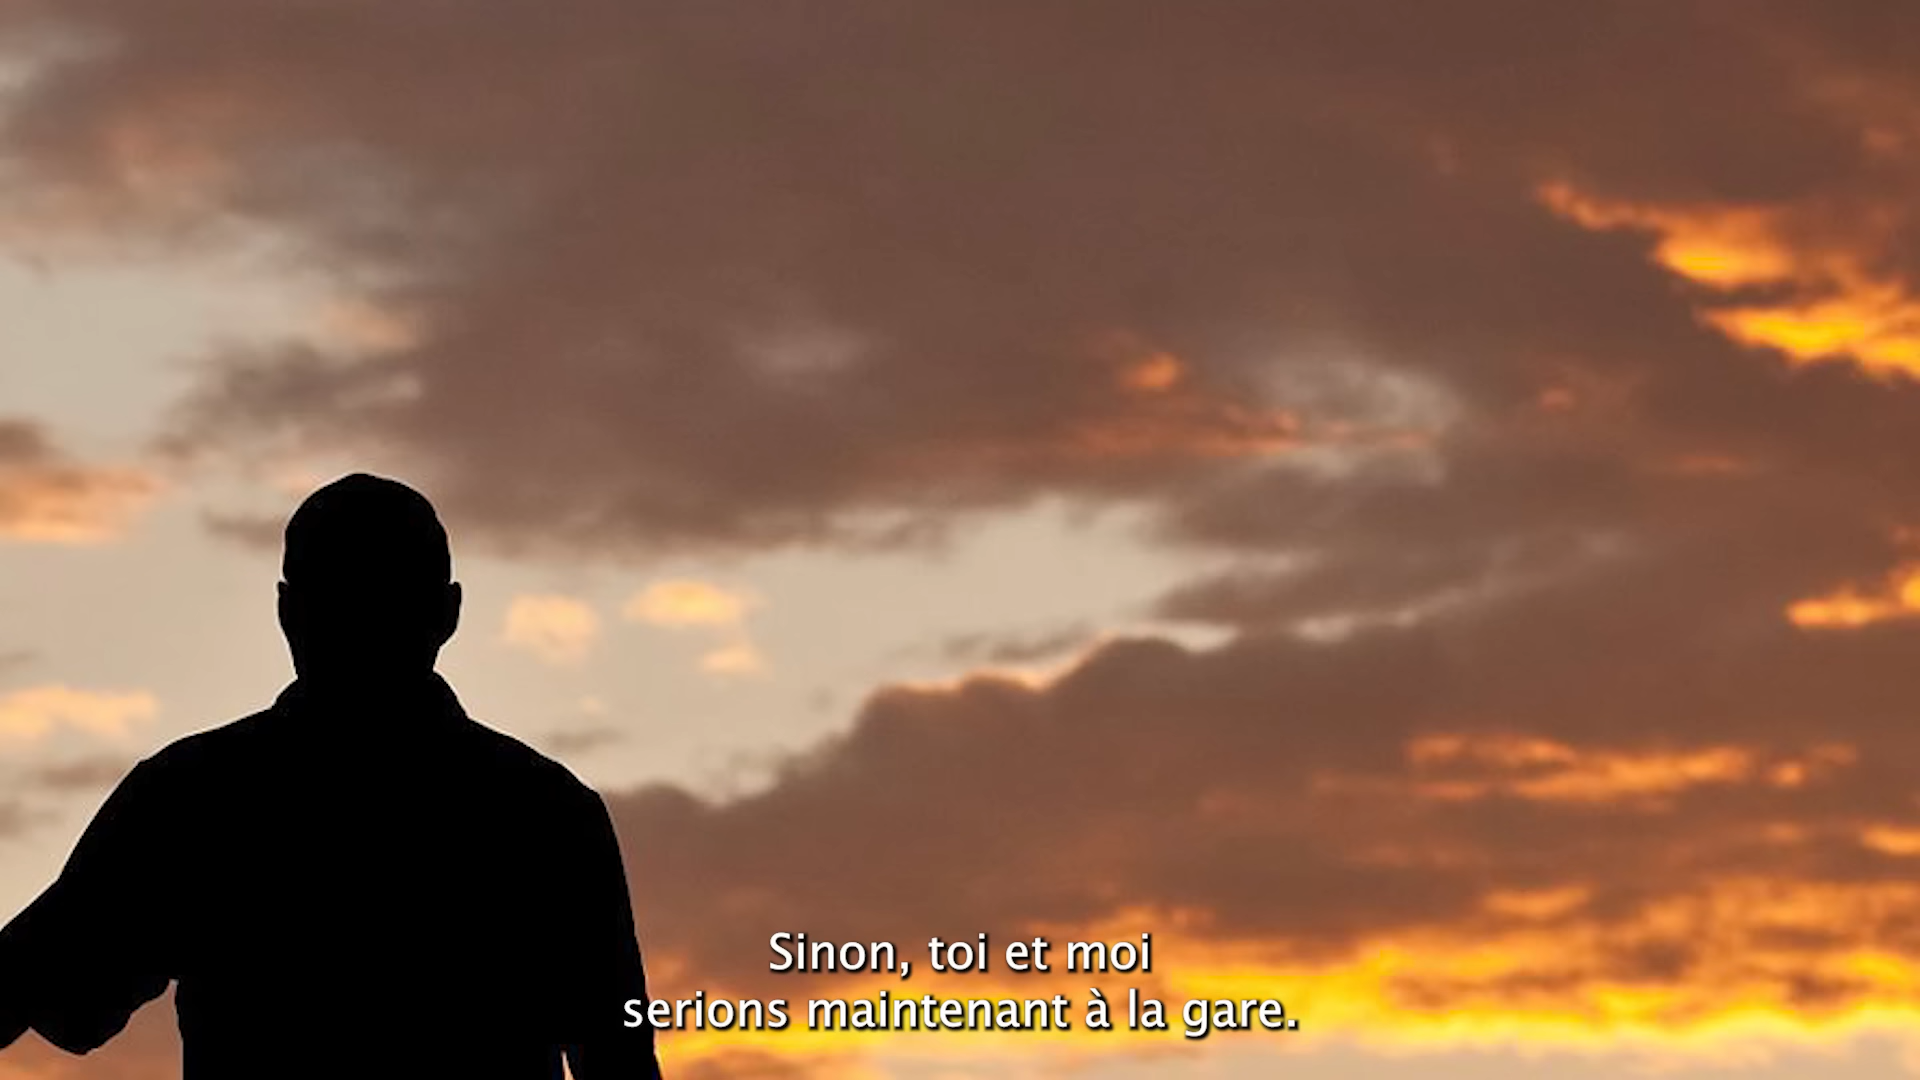 Sinon, toi et moi
serions maintenant à la gare.